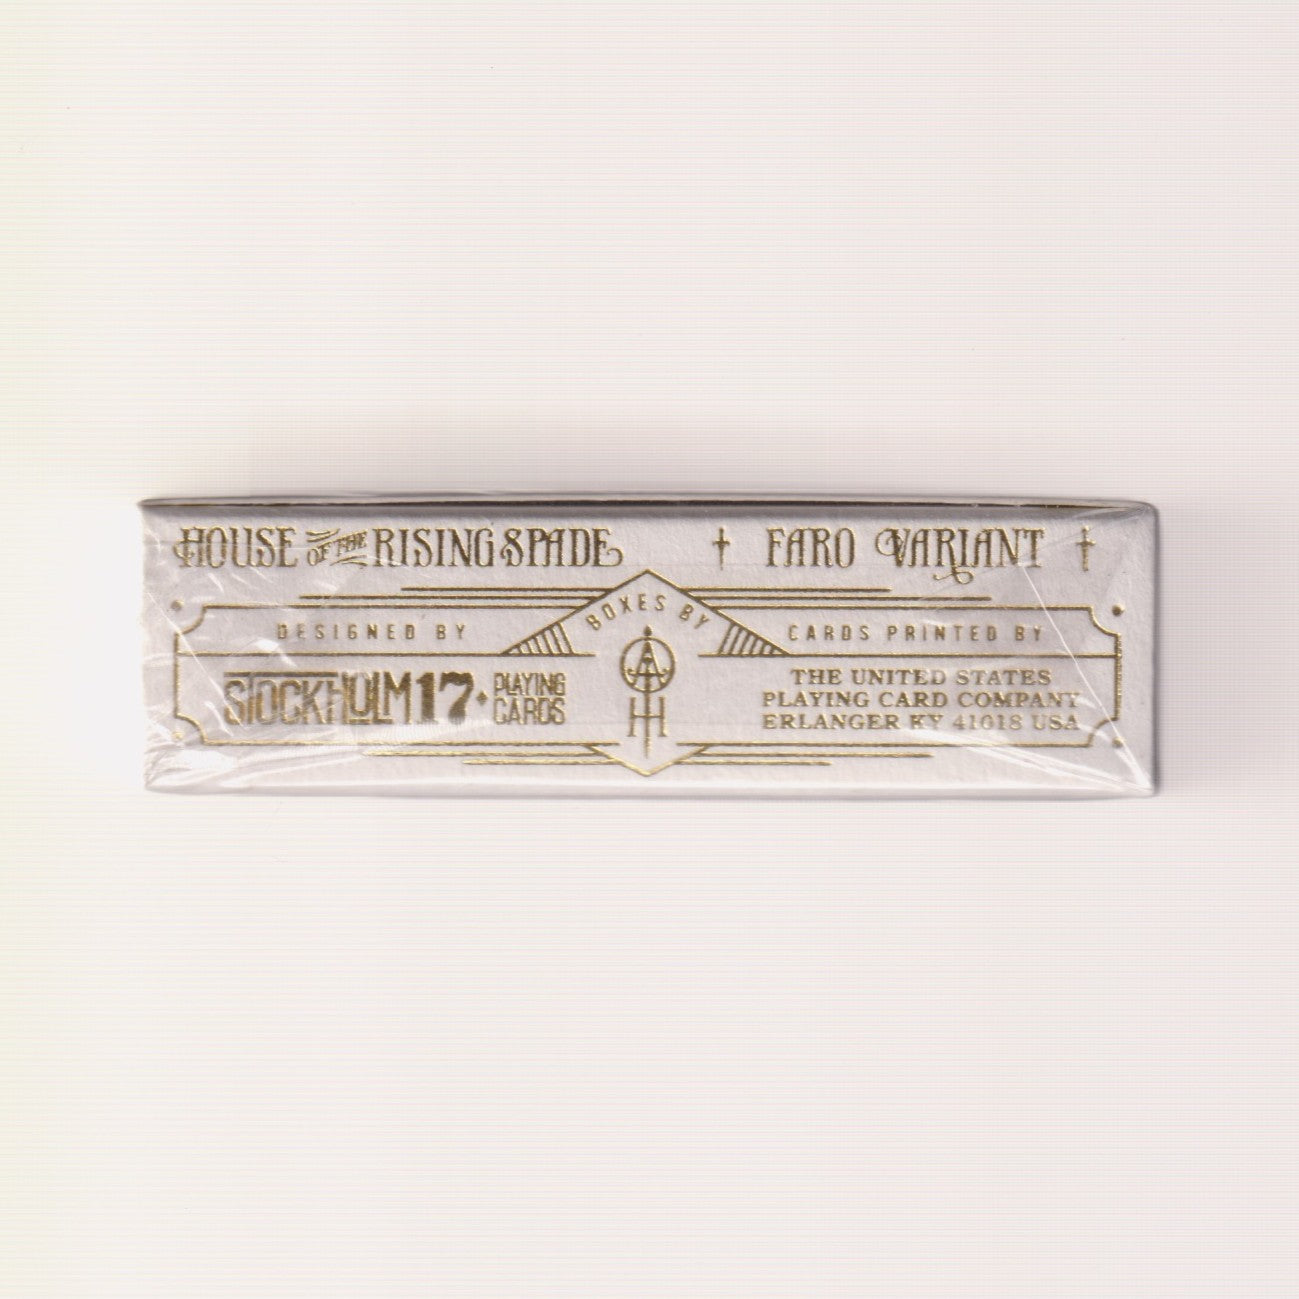 HOUSE OF THE RISING SPADE † FARO VARIANT †
BOXES BY
DESIGNED BY
STOCKHOLM17 PLAYING CARDS
CARDS PRINTED BY
THE UNITED STATES
PLAYING CARD COMPANY
ERLANGER KY 41018 USA